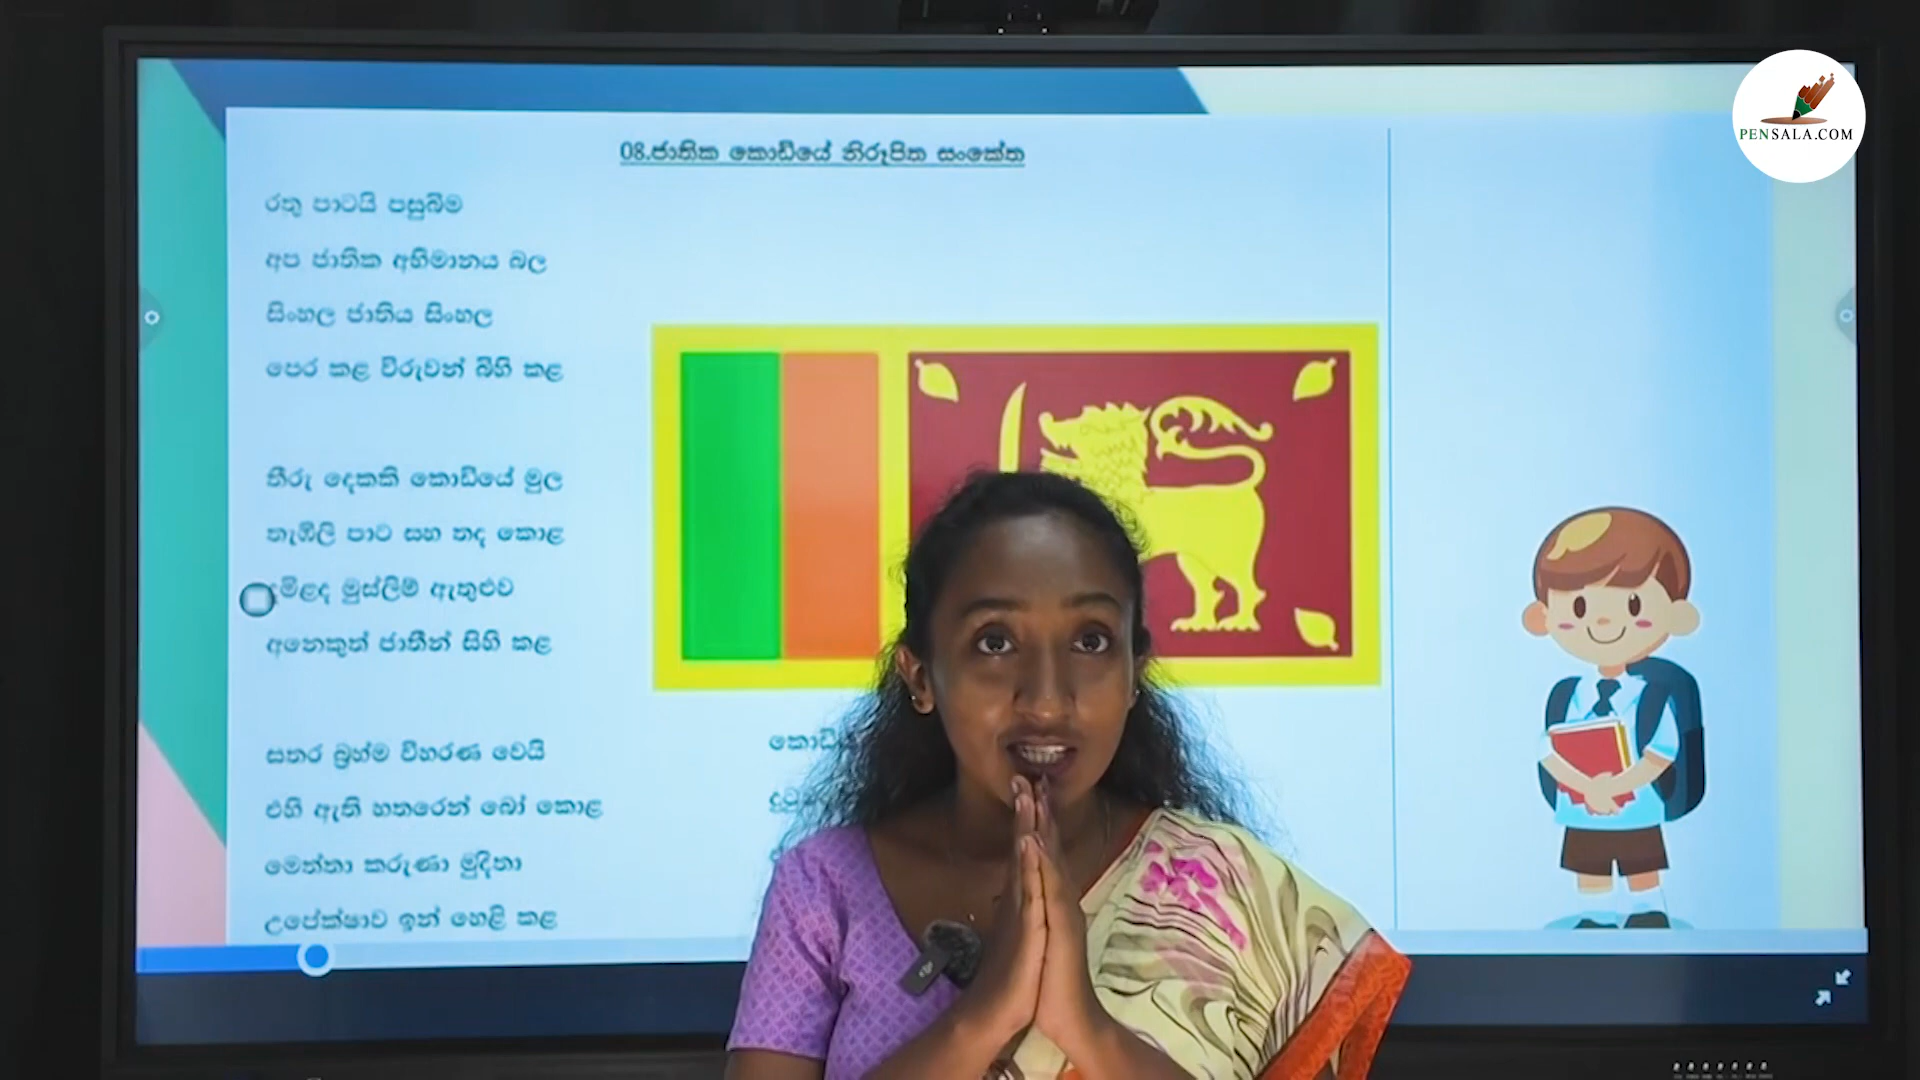 PENSALA.COM
08.ජාතික කොඩියේ නිරූපිත සංකේත
රතු පාටයි පසුබිම
අප ජාතික අභිමානය බල
සිංහල ජාතිය සිංහල
පෙර කළ වීරුවන් බිහි කළ
තීරු දෙකකි කොඩියේ මුල
තැඹිලි පාට සහ තද කොළ
මුස්ලිම් ඇතුළුව
අනෙකුත් ජාතීන් සිහි කළ
සතර බ්‍රහ්ම විහරණ වෙයි
එහි ඇති හතරෙන් බෝ කොළ
මෙත්තා කරුණා මුදිතා
උපේක්ෂාව ඉන් හෙළි කළ